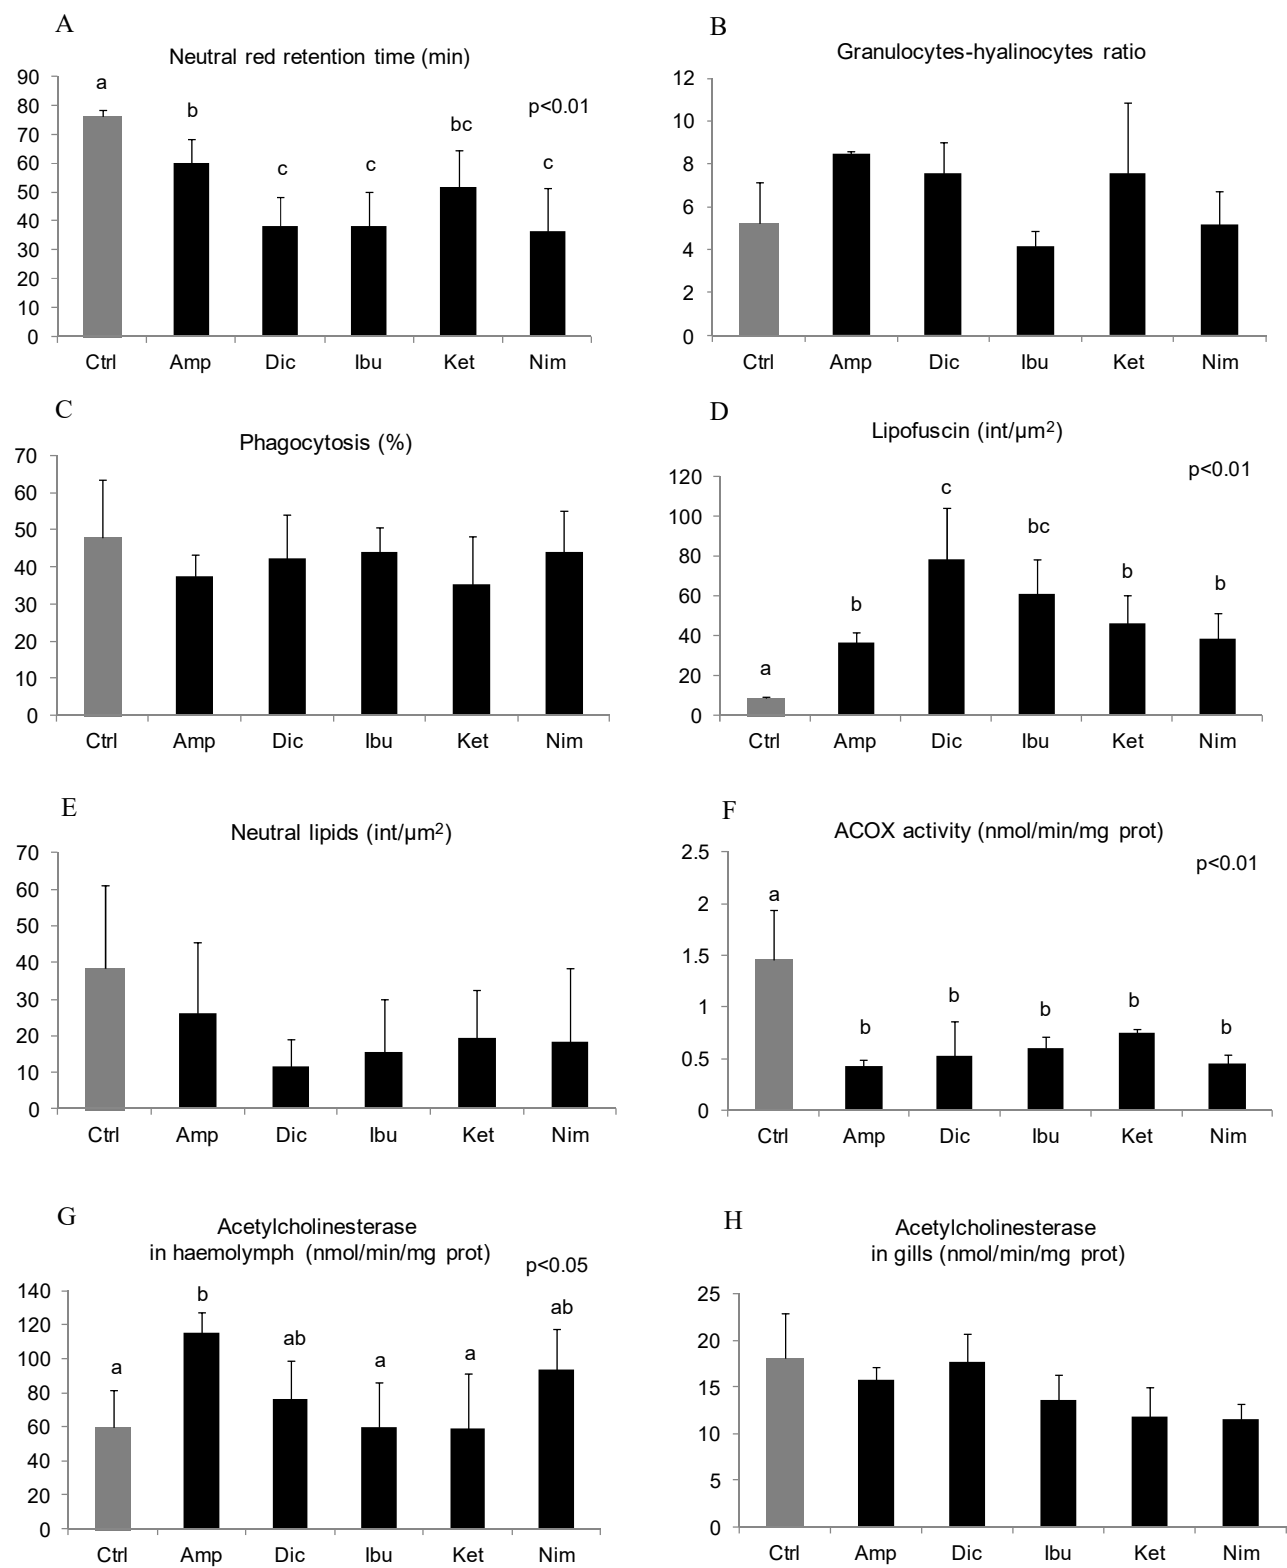 A
Neutral red retention time (min)
p<0.01
90
80
70
60
50
40
30
20
10
0
a
b
c
c
bc
c
Ctrl Amp Dic Ibu Ket Nim
B
Granulocytes-hyalinocytes ratio
12
10
8
6
4
2
0
Ctrl Amp Dic Ibu Ket Nim
C
Phagocytosis (%)
70
60
50
40
30
20
10
0
Ctrl Amp Dic Ibu Ket Nim
D
Lipofuscin (int/µm²)
p<0.01
120
100
80
60
40
20
0
a
b
c
bc
b
b
Ctrl Amp Dic Ibu Ket Nim
E
Neutral lipids (int/µm²)
70
60
50
40
30
20
10
0
Ctrl Amp Dic Ibu Ket Nim
F
ACOX activity (nmol/min/mg prot)
p<0.01
2.5
2
1.5
1
0.5
0
a
b
b
b
b
b
Ctrl Amp Dic Ibu Ket Nim
G
Acetylcholinesterase
in haemolymph (nmol/min/mg prot)
p<0.05
140
120
100
80
60
40
20
0
a
b
ab
a
a
ab
Ctrl Amp Dic Ibu Ket Nim
H
Acetylcholinesterase
in gills (nmol/min/mg prot)
25
20
15
10
5
0
Ctrl Amp Dic Ibu Ket Nim